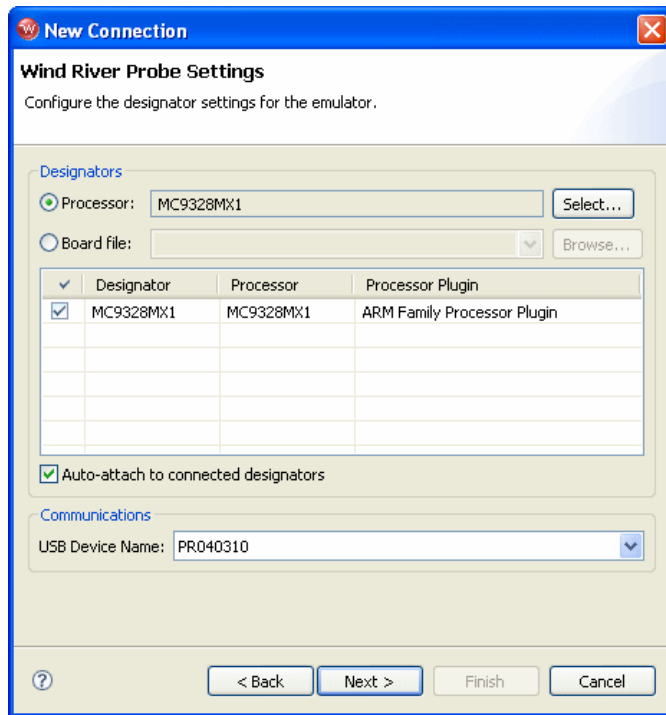 New Connection
Wind River Probe Settings
Configure the designator settings for the emulator.
Designators
Processor: MC9328MX1 Select...
Board file: Browse...
Designator Processor Processor Plugin
MC9328MX1 MC9328MX1 ARM Family Processor Plugin
Auto-attach to connected designators
Communications
USB Device Name: PR040310
? < Back Next > Finish Cancel